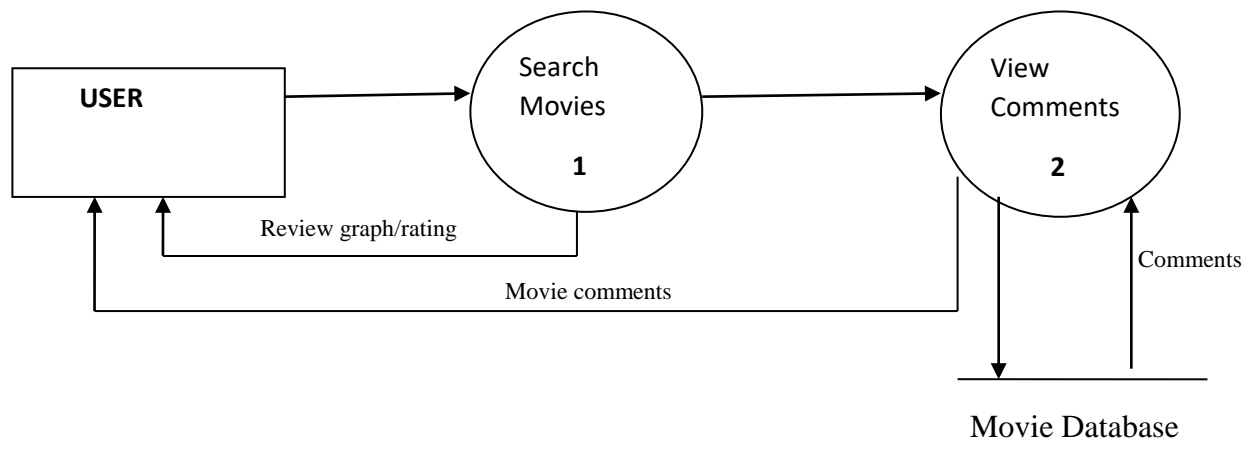 USER
Search
Movies
1
View
Comments
2
Review graph/rating
Movie comments
Comments
Movie Database